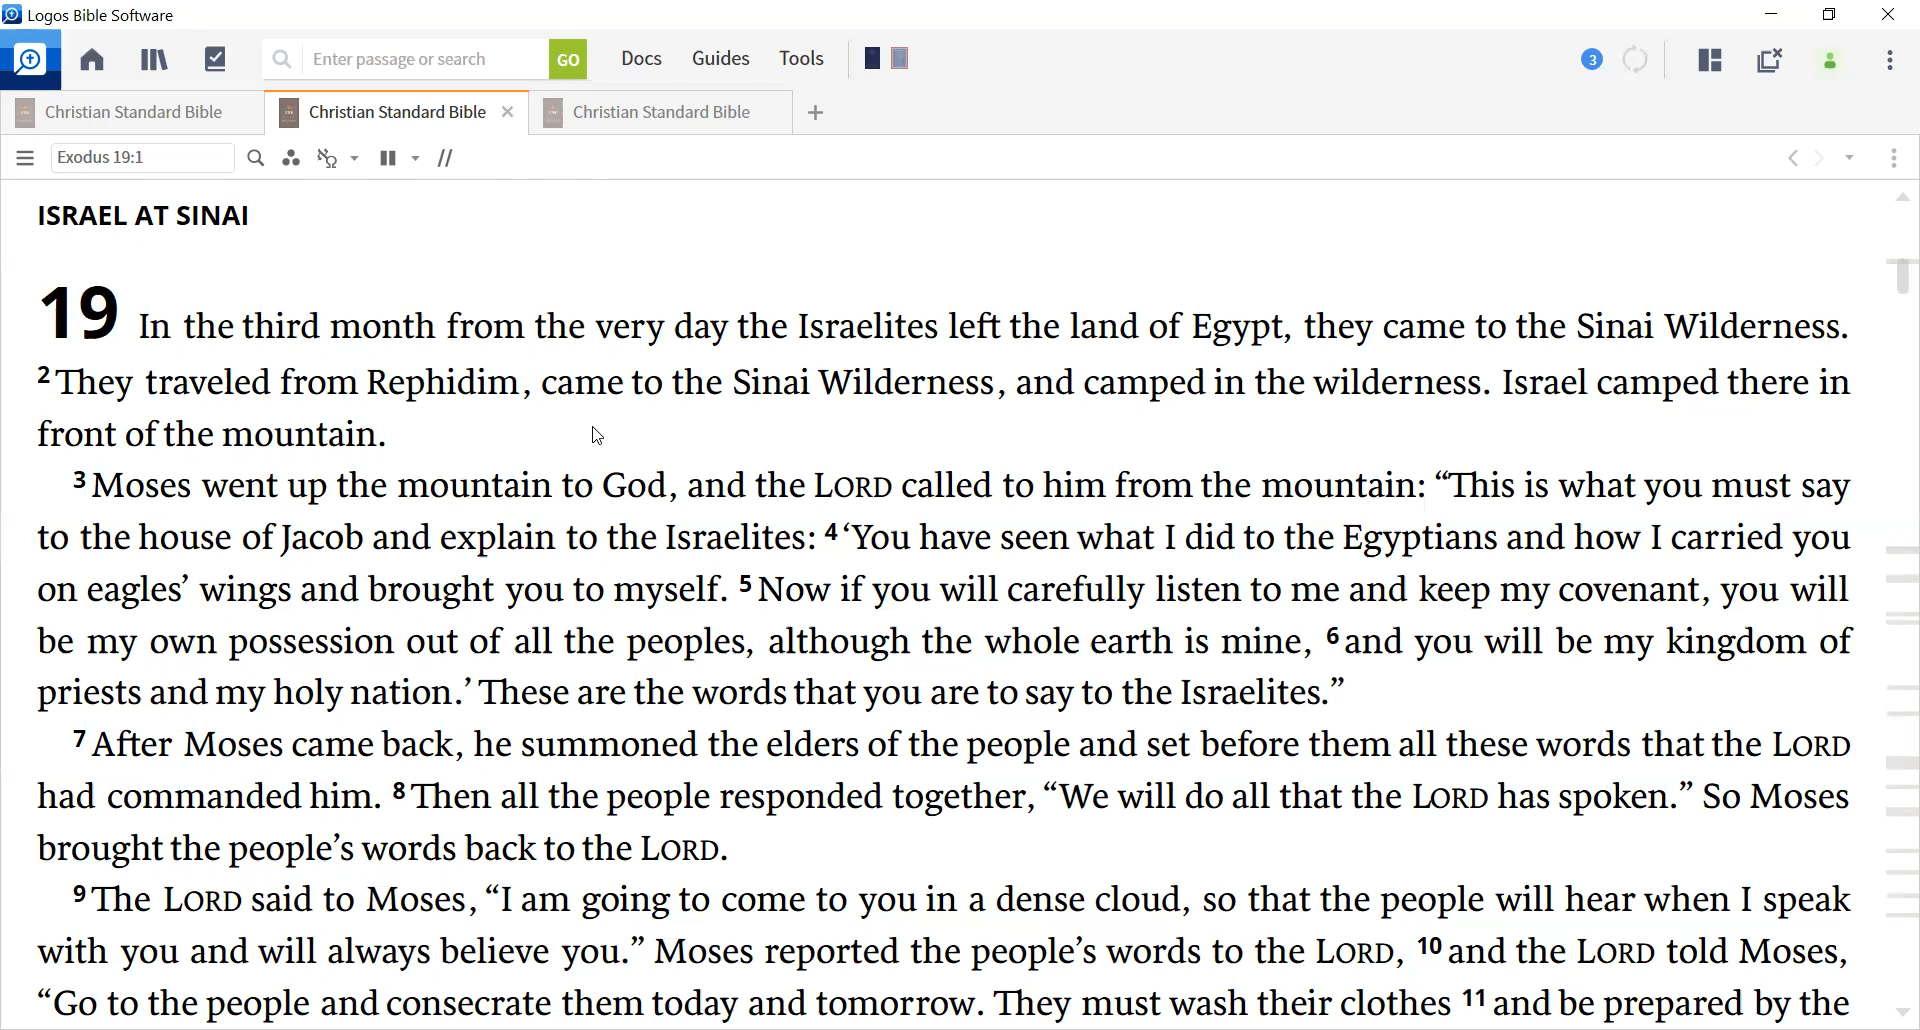 Logos Bible Software
Enter passage or search GO Docs Guides Tools 3
Christian Standard Bible Christian Standard Bible Christian Standard Bible
Exodus 19:1
ISRAEL AT SINAI
19 In the third month from the very day the Israelites left the land of Egypt, they came to the Sinai Wilderness.
2 They traveled from Rephidim, came to the Sinai Wilderness, and camped in the wilderness. Israel camped there in
front of the mountain.
3 Moses went up the mountain to God, and the LORD called to him from the mountain: “This is what you must say
to the house of Jacob and explain to the Israelites: 4 ‘You have seen what I did to the Egyptians and how I carried you
on eagles’ wings and brought you to myself. 5 Now if you will carefully listen to me and keep my covenant, you will
be my own possession out of all the peoples, although the whole earth is mine, 6 and you will be my kingdom of
priests and my holy nation.’ These are the words that you are to say to the Israelites.”
7 After Moses came back, he summoned the elders of the people and set before them all these words that the LORD
had commanded him. 8 Then all the people responded together, “We will do all that the LORD has spoken.” So Moses
brought the people’s words back to the LORD.
9 The LORD said to Moses, “I am going to come to you in a dense cloud, so that the people will hear when I speak
with you and will always believe you.” Moses reported the people’s words to the LORD, 10 and the LORD told Moses,
“Go to the people and consecrate them today and tomorrow. They must wash their clothes 11 and be prepared by the